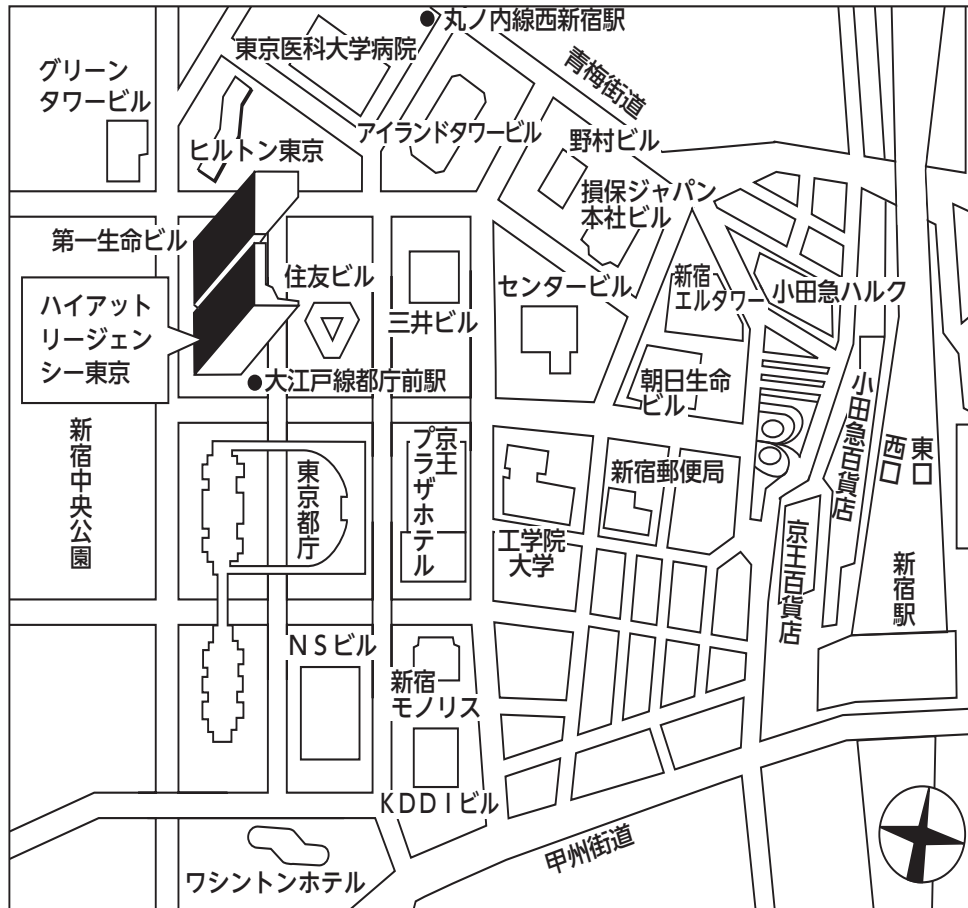 丸ノ内線西新宿駅
東京医科大学病院
青梅街道
グリーン
タワービル
アイランドタワービル
野村ビル
ヒルトン東京
損保ジャパン
本社ビル
第一生命ビル
住友ビル
センタービル
新宿
エルタワー
小田急ハルク
ハイアット
リージェン
シー東京
三井ビル
大江戸線都庁前駅
朝日生命
ビル
小田急百貨店
新宿中央公園
東京都庁
京王
プラザホテル
新宿郵便局
西口
東口
工学院
大学
京王百貨店
新宿駅
NSビル
新宿
モノリス
KDDIビル
甲州街道
ワシントンホテル